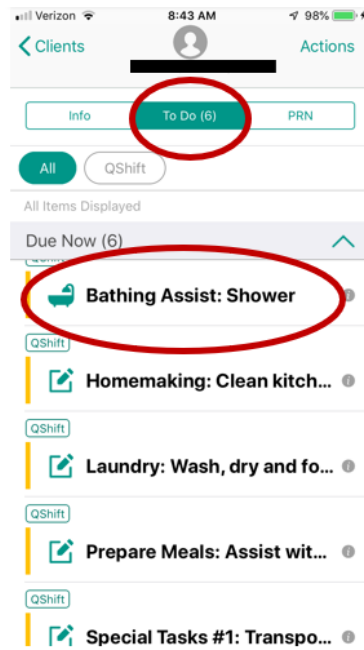 Verizon 8:43 AM 98%
Clients Actions
Info To Do (6) PRN
All QShift
All Items Displayed
Due Now (6)
Bathing Assist: Shower
QShift
Homemaking: Clean kitch...
QShift
Laundry: Wash, dry and fo...
QShift
Prepare Meals: Assist wit...
QShift
Special Tasks #1: Transpo...